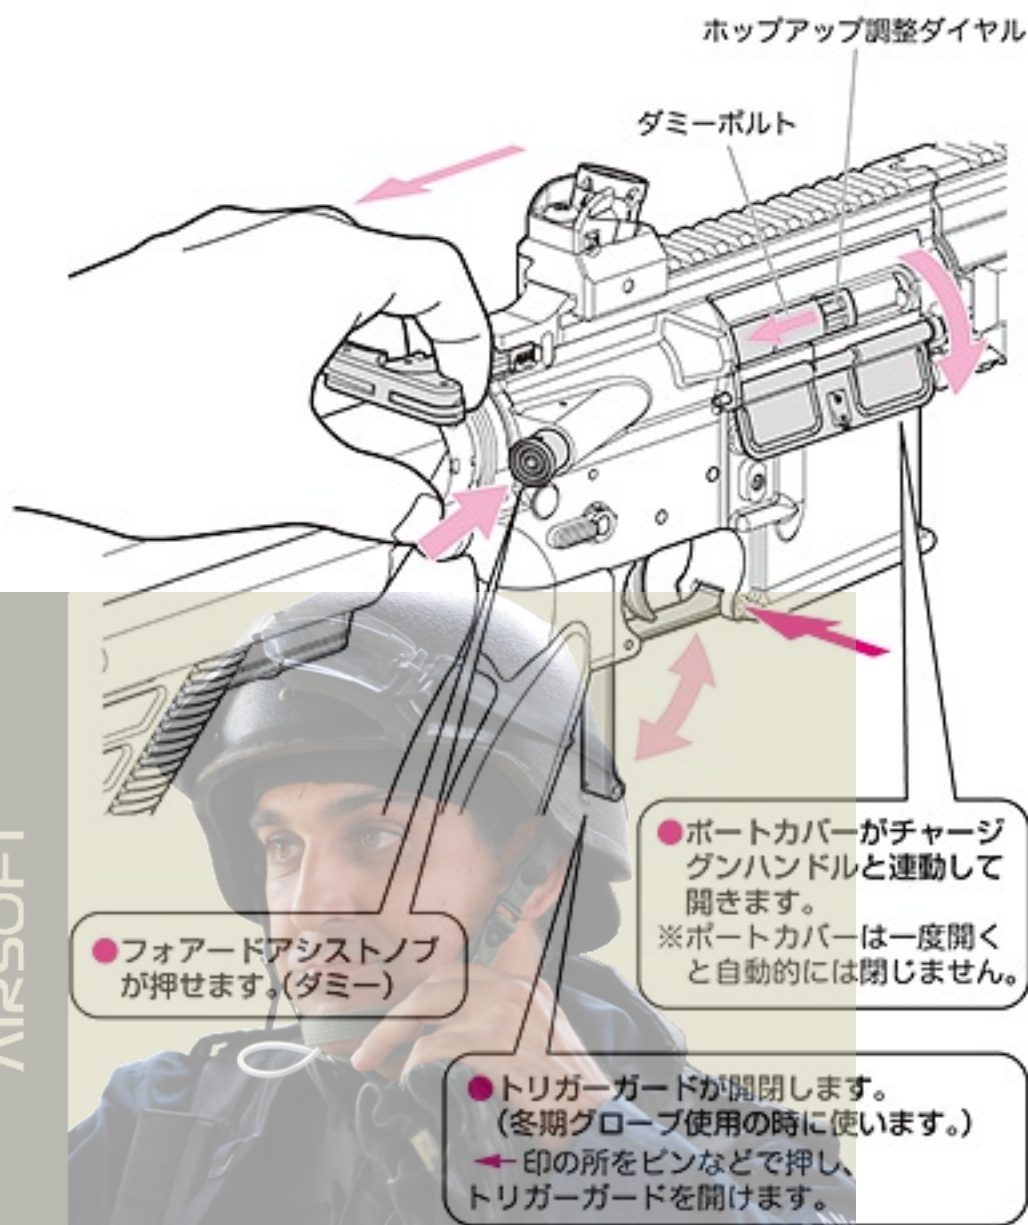 ホップアップ調整ダイヤル
ダミーボルト
●ポートカバーがチャージ
グンハンドルと連動して
開きます。
※ポートカバーは一度開く
と自動的には閉じません。
●フォアードアシストノブ
が押せます。(ダミー)
●トリガーガードが開閉します。
(冬期グローブ使用の時に使います。)
←印の所をピンなどで押し、
トリガーガードを開けます。
AIRSOFT